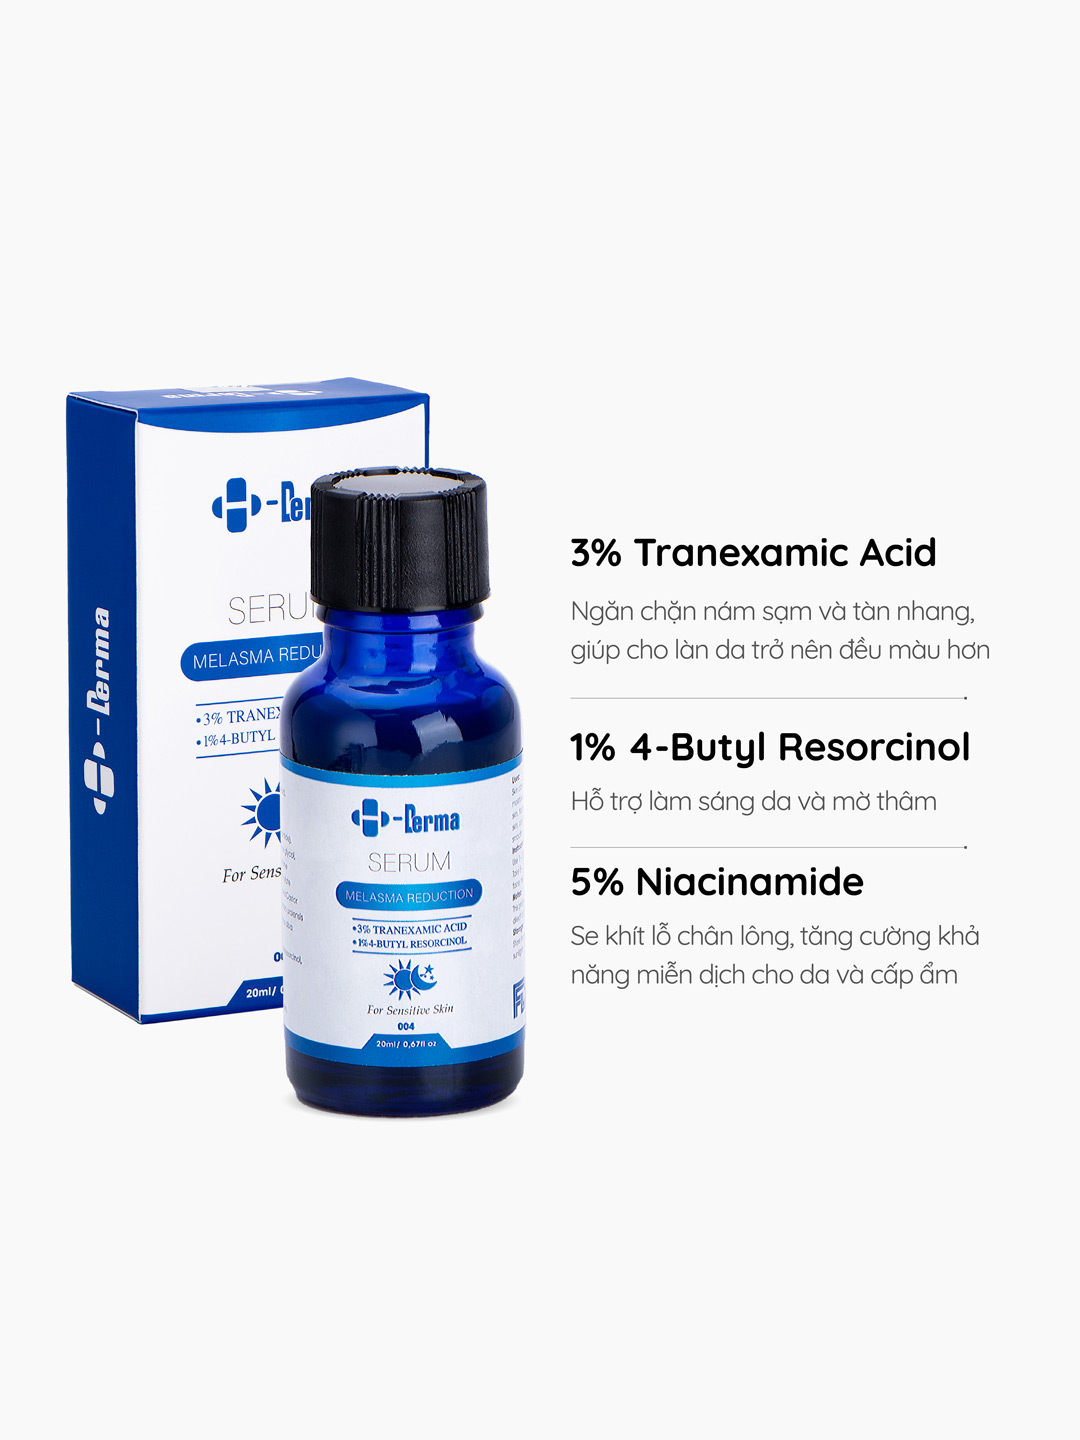 -Derma
-Der
SERU
MELASMA REDU
•3% TRANEX
•1%4-BUTYL
For Sens
20ml/
-Derma
SERUM
MELASMA REDUCTION
•3% TRANEXAMIC ACID
•1%4-BUTYL RESORCINOL
For Sensitive Skin
004
20ml/ 0,67fl oz
3% Tranexamic Acid
Ngăn chặn nám sạm và tàn nhang,
giúp cho làn da trở nên đều màu hơn
1% 4-Butyl Resorcinol
Hỗ trợ làm sáng da và mờ thâm
5% Niacinamide
Se khít lỗ chân lông, tăng cường khả
năng miễn dịch cho da và cấp ẩm